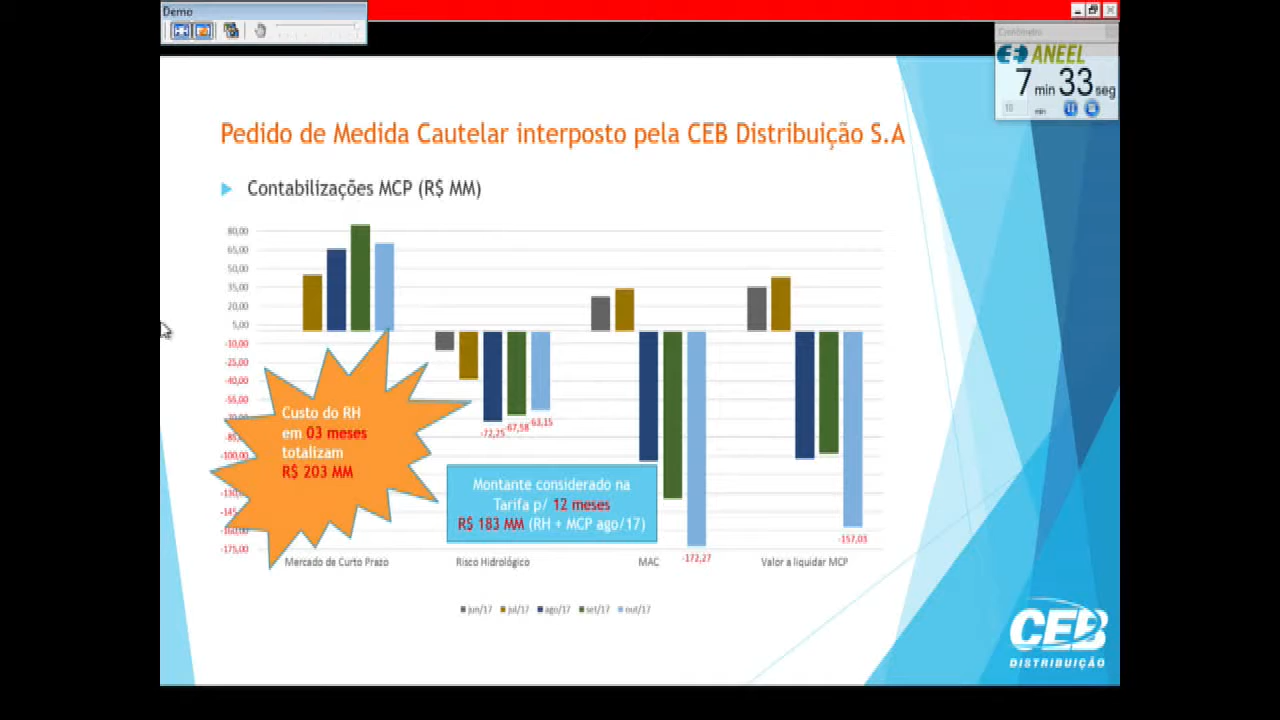 Demo
Cronômetro
ANEEL
7 min 33 seg
10 min
Pedido de Medida Cautelar interposto pela CEB Distribuição S.A
Contabilizações MCP (R$ MM)
80,00
65,00
50,00
35,00
20,00
5,00
-10,00
-25,00
-40,00
-55,00
-100,00
-175,00
Custo do RH
em 03 meses
totalizam
R$ 203 MM
-72,25
-67,58
-63,15
Montante considerado na
Tarifa p/ 12 meses
R$ 183 MM (RH + MCP ago/17)
-172,27
-157,03
Mercado de Curto Prazo
Risco Hidrológico
MAC
Valor a liquidar MCP
jun/17 jul/17 ago/17 set/17 out/17
CEB
DISTRIBUIÇÃO